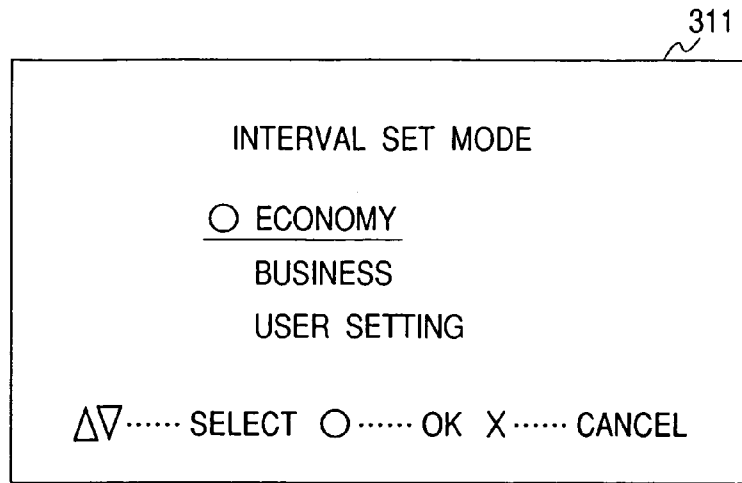 311
INTERVAL SET MODE
○ ECONOMY
BUSINESS
USER SETTING
△▽······ SELECT ○······ OK X······ CANCEL